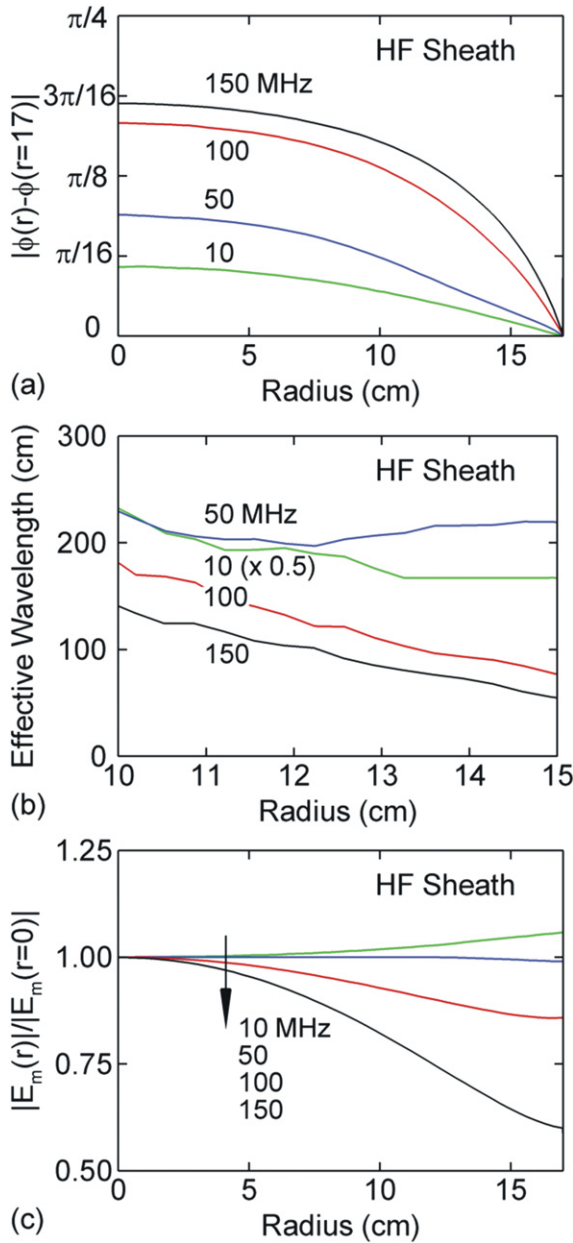 π/4
HF Sheath
150 MHz
3π/16
100
π/8
50
π/16
10
0
|ϕ(r)-ϕ(r=17)|
0 5 10 15
Radius (cm)
(a)
300
HF Sheath
50 MHz
200
10 (x 0.5)
100
100
150
0
Effective Wavelength (cm)
10 11 12 13 14 15
Radius (cm)
(b)
1.25
HF Sheath
1.00
10 MHz
50
0.75
100
150
0.50
|Em(r)|/|Em(r=0)|
0 5 10 15
Radius (cm)
(c)